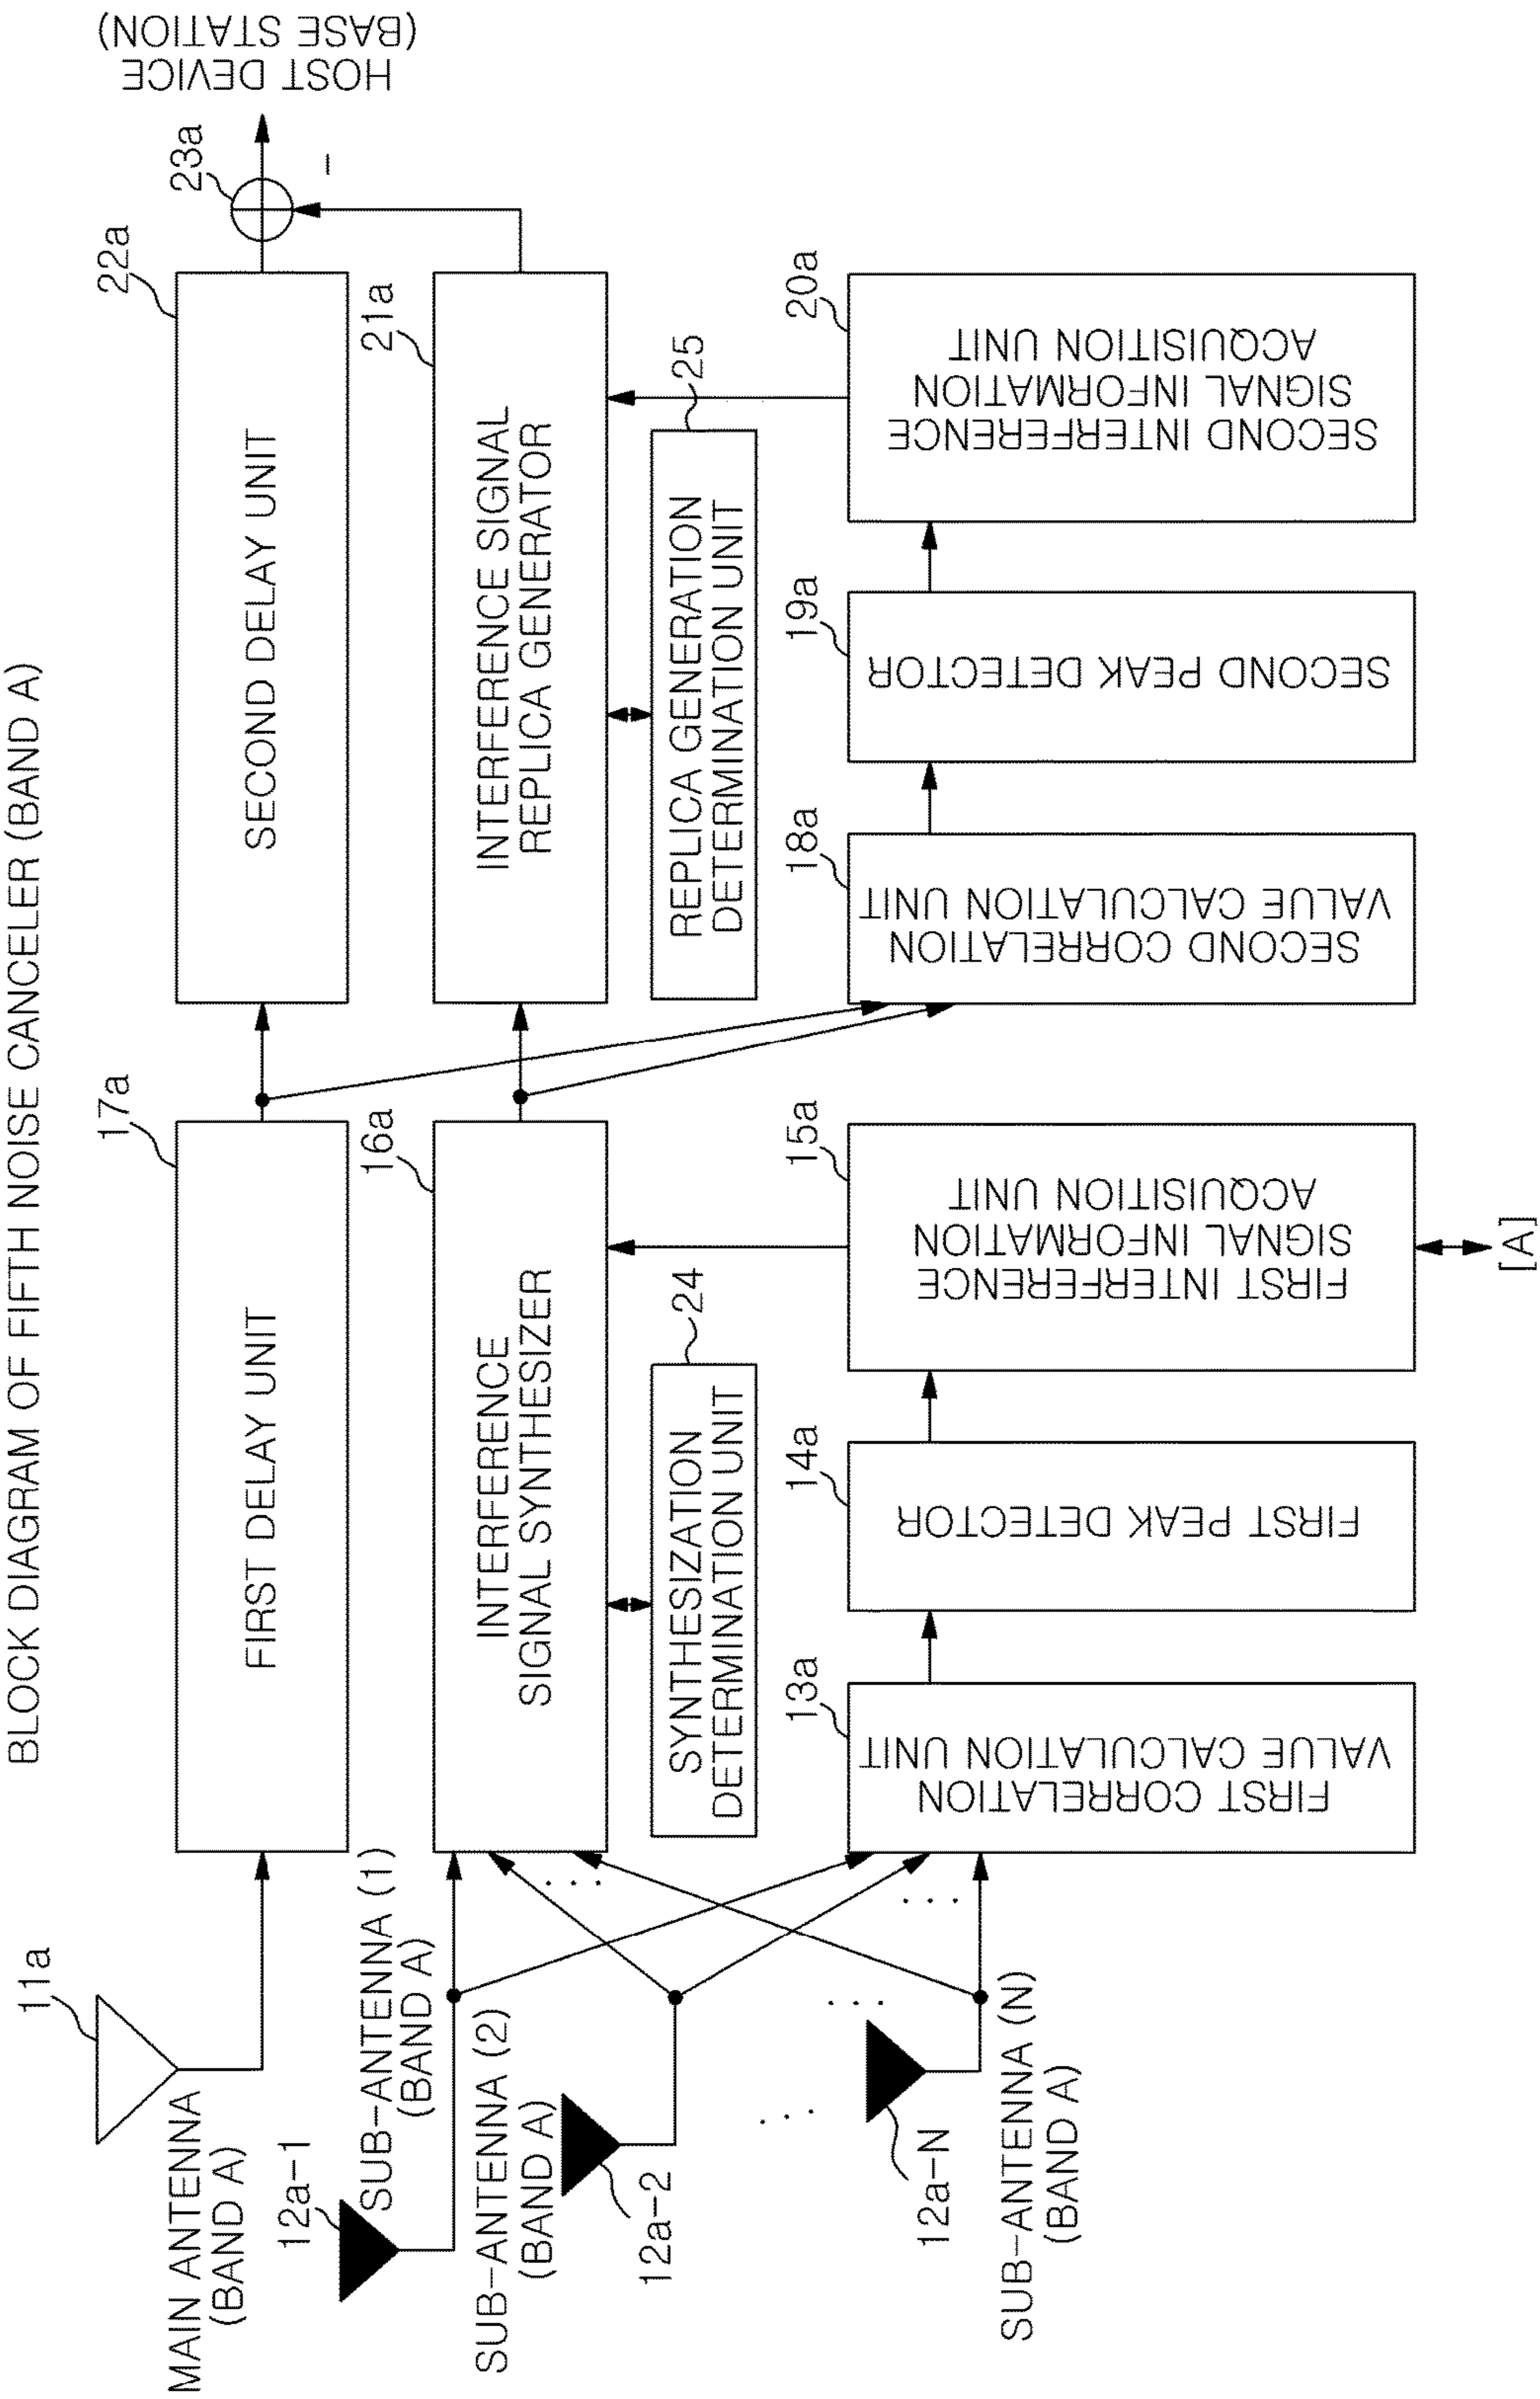 BLOCK DIAGRAM OF FIFTH NOISE CANCELER (BAND A)
11a
MAIN ANTENNA
(BAND A)
17a
FIRST DELAY UNIT
22a
SECOND DELAY UNIT
23a
HOST DEVICE
(BASE STATION)
–
12a–1
SUB–ANTENNA (1)
(BAND A)
16a
INTERFERENCE
SIGNAL SYNTHESIZER
21a
INTERFERENCE SIGNAL
REPLICA GENERATOR
SUB–ANTENNA (2)
(BAND A)
12a–2
. . .
SYNTHESIZATION
DETERMINATION UNIT
24
REPLICA GENERATION
DETERMINATION UNIT
25
. . .
. . .
. . .
12a–N
SUB–ANTENNA (N)
(BAND A)
13a
FIRST CORRELATION
VALUE CALCULATION UNIT
14a
FIRST PEAK DETECTOR
15a
FIRST INTERFERENCE
SIGNAL INFORMATION
ACQUISITION UNIT
18a
SECOND CORRELATION
VALUE CALCULATION UNIT
19a
SECOND PEAK DETECTOR
20a
SECOND INTERFERENCE
SIGNAL INFORMATION
ACQUISITION UNIT
[A]